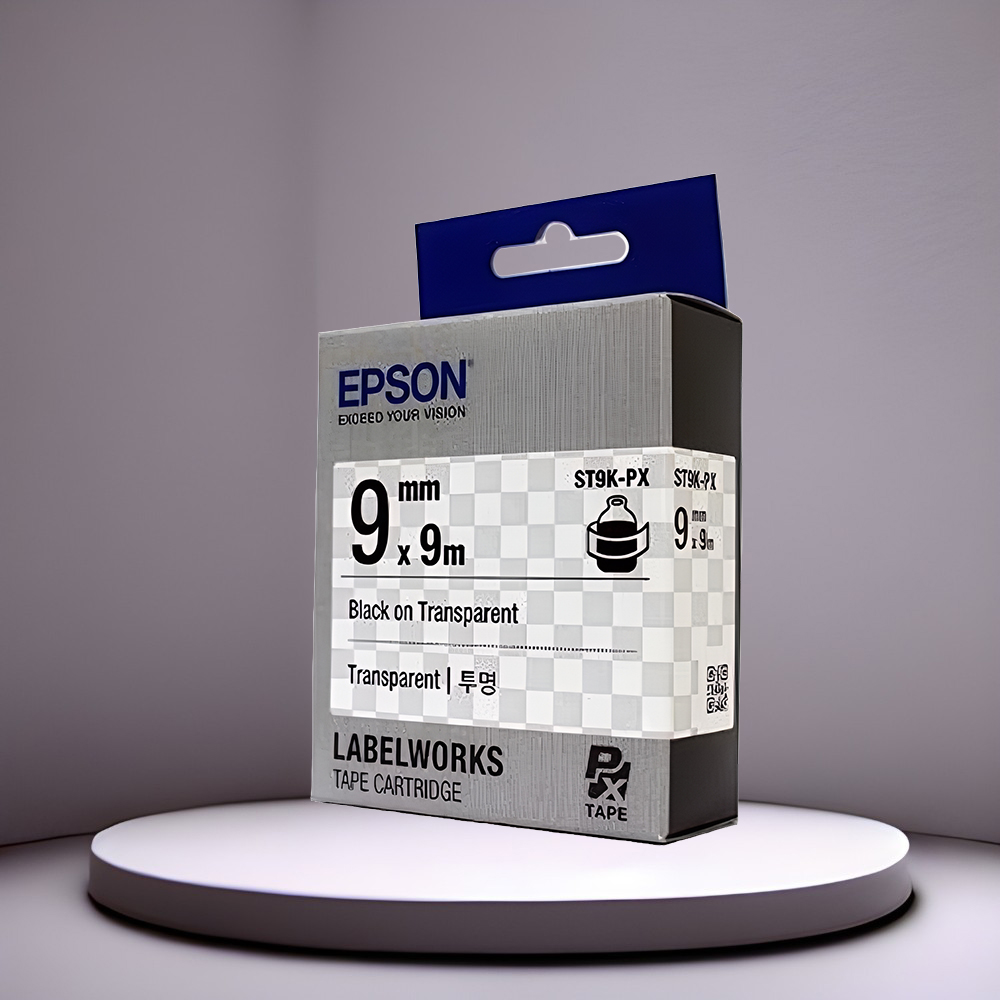 EPSON
EXCEED YOUR VISION
9 mm x 9m
ST9K-PX
Black on Transparent
Transparent | 투명
LABELWORKS
TAPE CARTRIDGE
Px
TAPE
ST9K-PX
9 mm x 9m